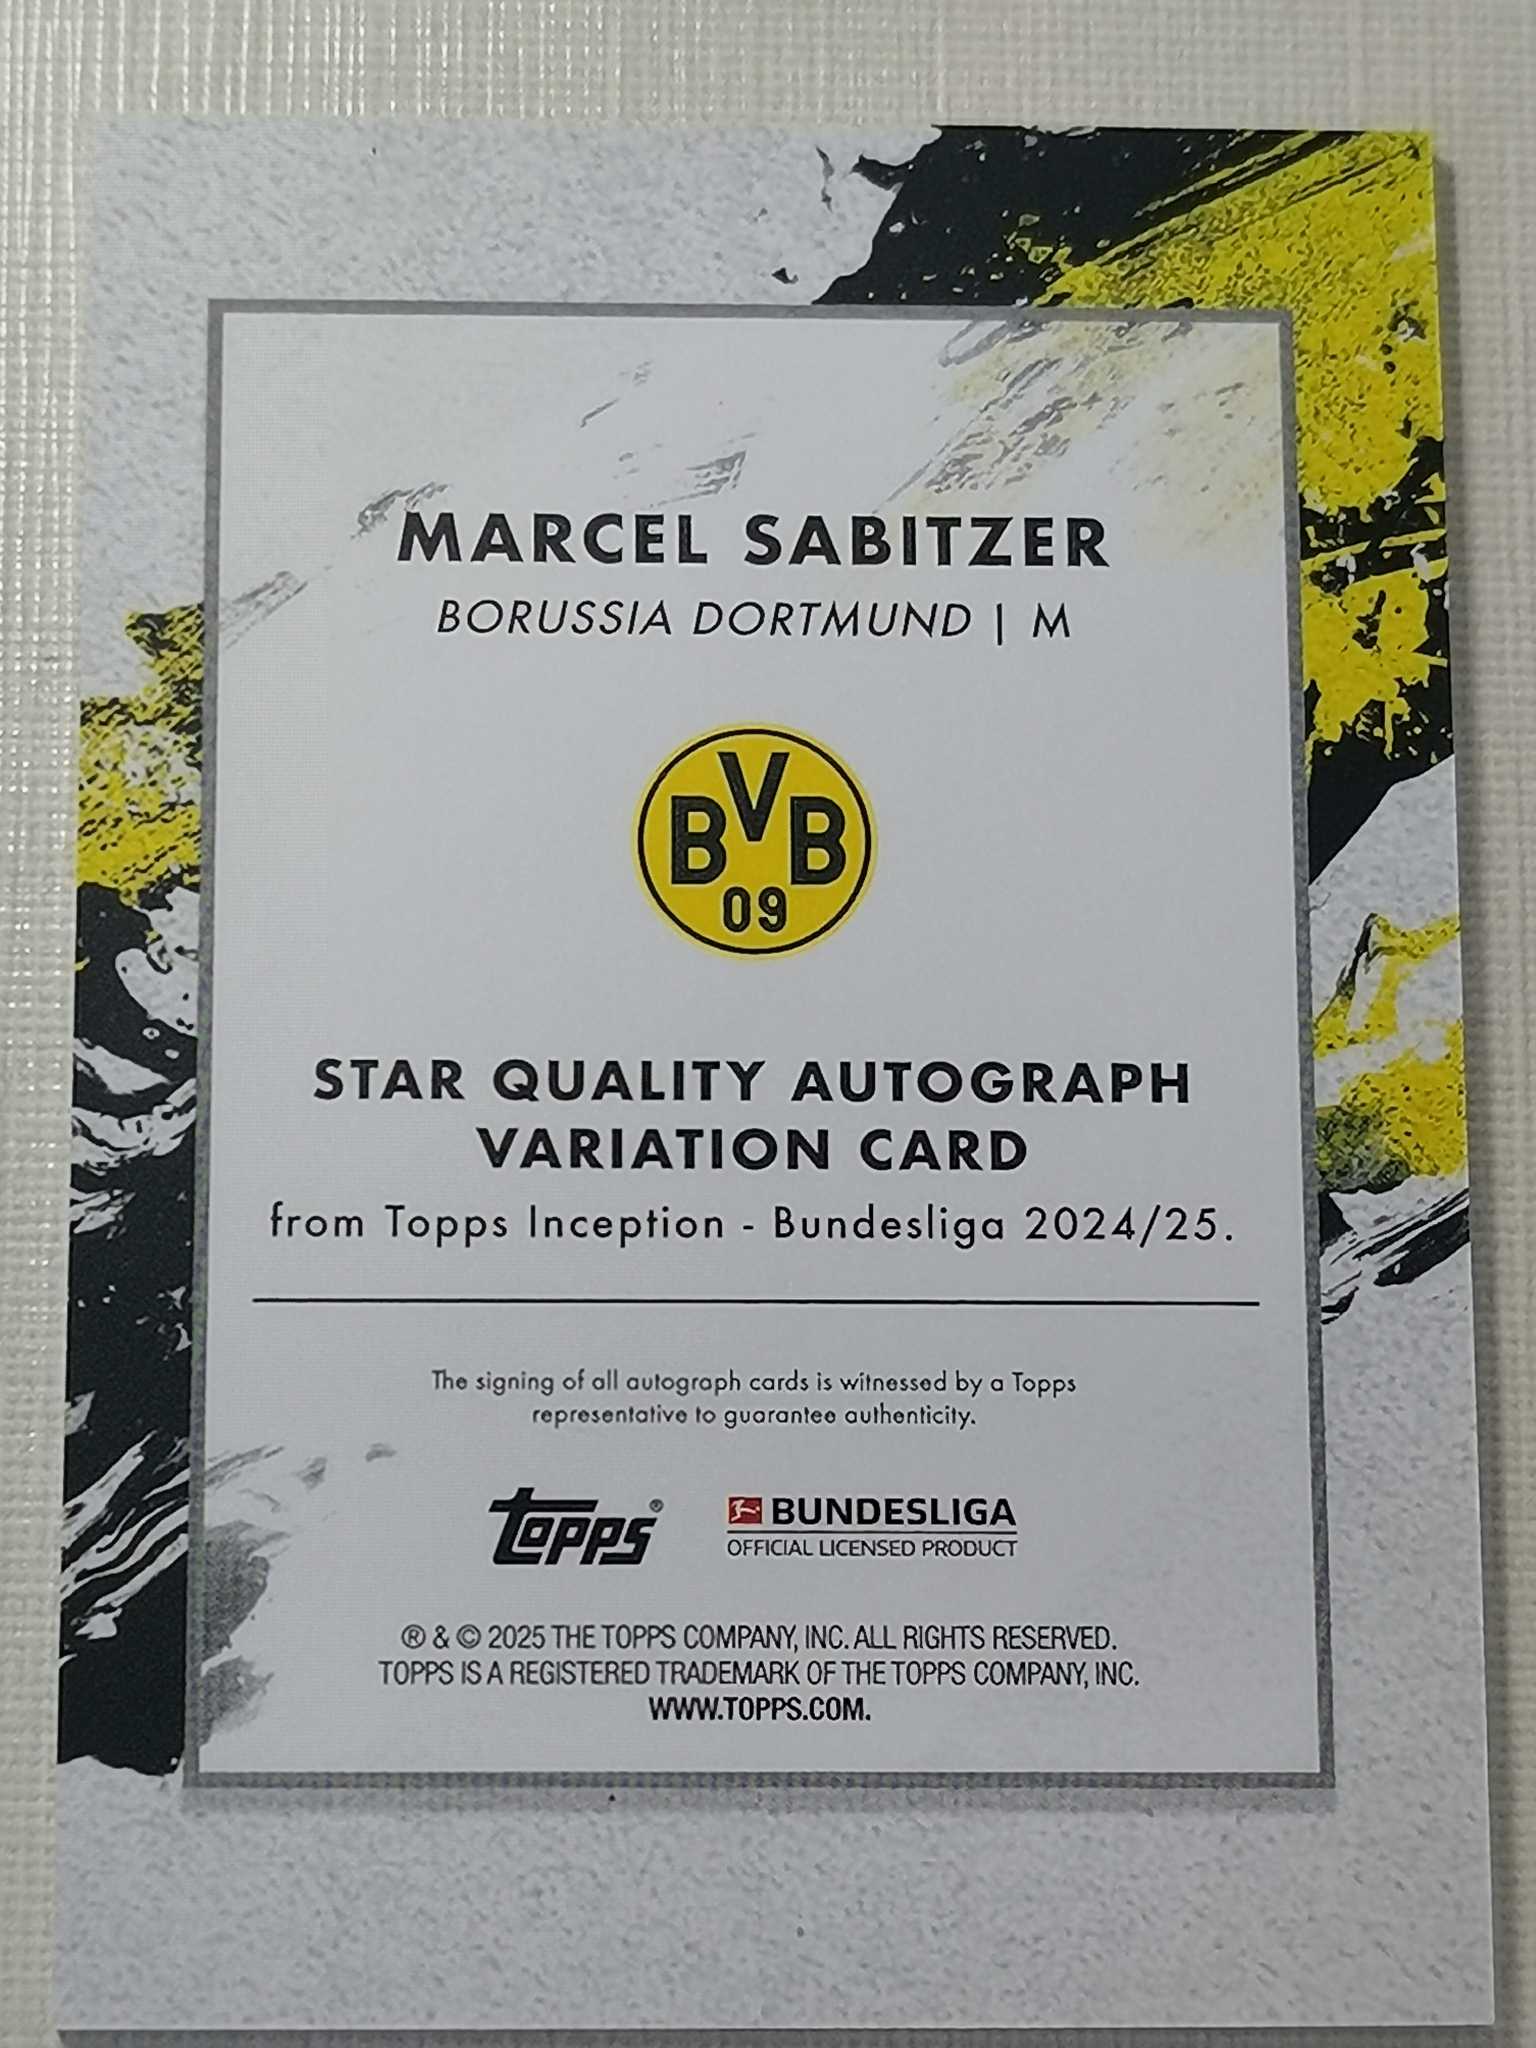 MARCEL SABITZER
BORUSSIA DORTMUND | M
BVB
09
STAR QUALITY AUTOGRAPH
VARIATION CARD
from Topps Inception - Bundesliga 2024/25.
The signing of all autograph cards is witnessed by a Topps
representative to guarantee authenticity.
topps®
BUNDESLIGA
OFFICIAL LICENSED PRODUCT
® & © 2025 THE TOPPS COMPANY, INC. ALL RIGHTS RESERVED.
TOPPS IS A REGISTERED TRADEMARK OF THE TOPPS COMPANY, INC.
WWW.TOPPS.COM.